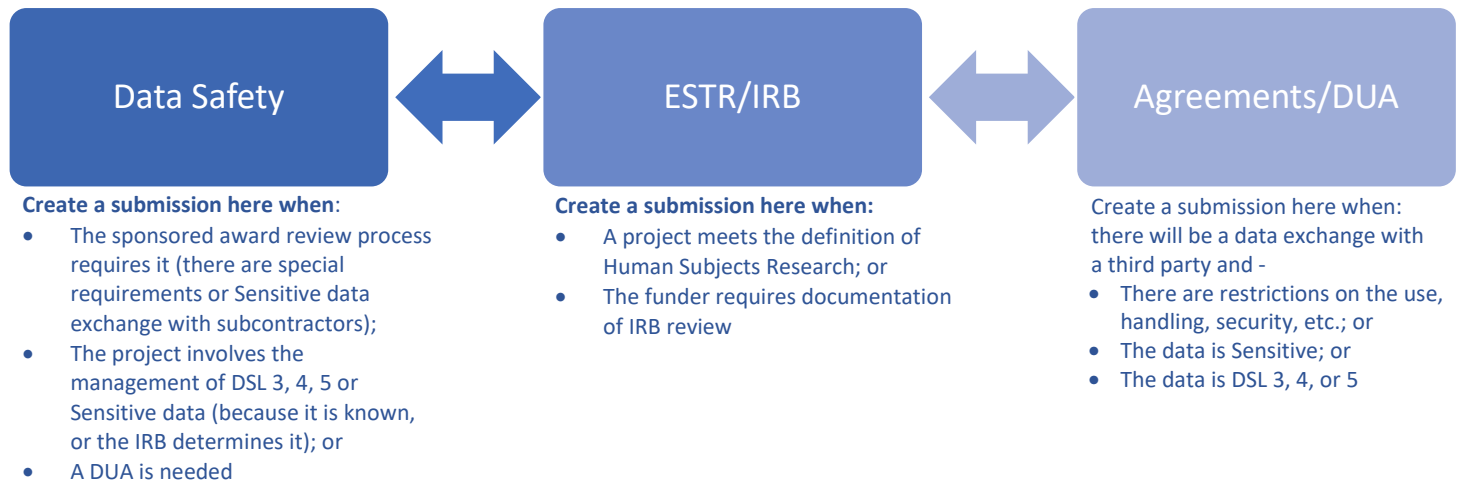 Data Safety
ESTR/IRB
Agreements/DUA
Create a submission here when:
• The sponsored award review process
requires it (there are special
requirements or Sensitive data
exchange with subcontractors);
• The project involves the
management of DSL 3, 4, 5 or
Sensitive data (because it is known,
or the IRB determines it); or
• A DUA is needed
Create a submission here when:
• A project meets the definition of
Human Subjects Research; or
• The funder requires documentation
of IRB review
Create a submission here when:
there will be a data exchange with
a third party and -
• There are restrictions on the use,
handling, security, etc.; or
• The data is Sensitive; or
• The data is DSL 3, 4, or 5